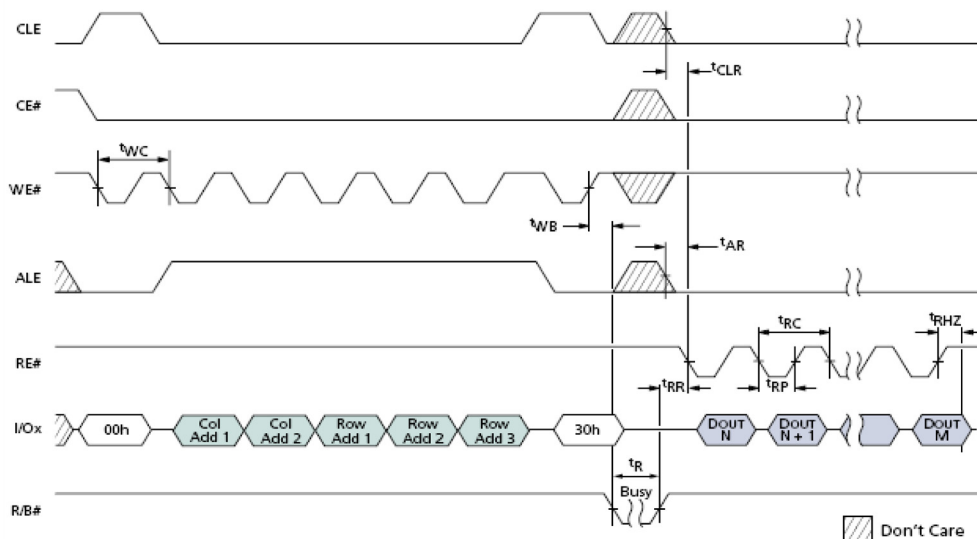 CLE
tCLR
CE#
tWC
WE#
tWB
tAR
ALE
tRC
tRHZ
RE#
tRR
tRP
I/Ox
00h
Col
Add 1
Col
Add 2
Row
Add 1
Row
Add 2
Row
Add 3
30h
DOUT
N
DOUT
N + 1
DOUT
M
tR
Busy
R/B#
Don't Care